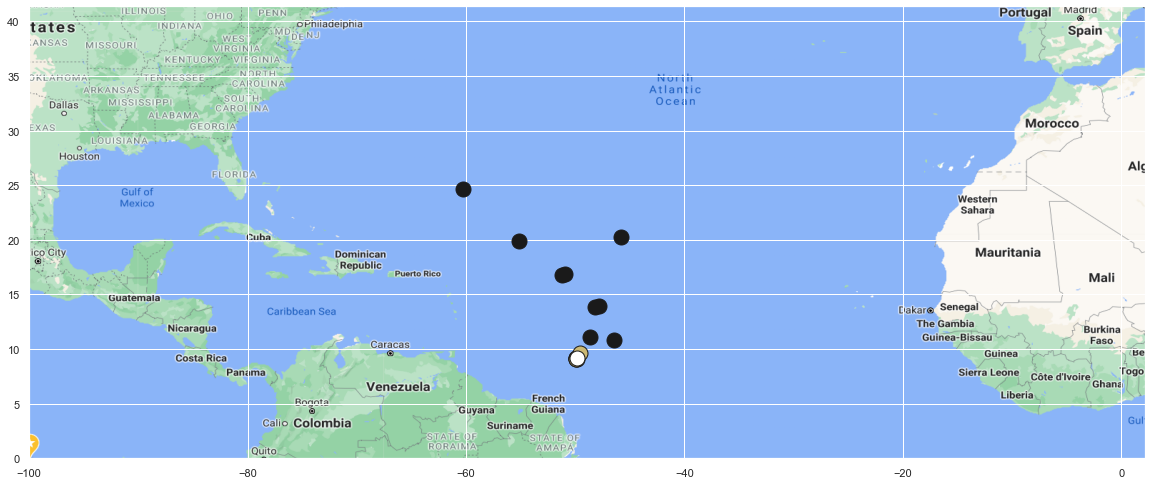 40
35
30
25
20
15
10
5
0
−100
−80
−60
−40
−20
0
tates
ILLINOIS
OHIO
PENN
Philadelphia
INDIANA
MD
DE
NJ
KANSAS
MISSOURI
WEST
VIRGINIA
KENTUCKY
VIRGINIA
OKLAHOMA
TENNESSEE
NORTH
CAROLINA
ARKANSAS
Dallas
MISSISSIPPI
SOUTH
CAROLINA
ALABAMA
EXAS
GEORGIA
LOUISIANA
Houston
FLORIDA
Gulf of
Mexico
Cuba
ico City
Dominican
Republic
Puerto Rico
Guatemala
Caribbean Sea
Nicaragua
Caracas
Costa Rica
Panama
Venezuela
Bogota
Guyana
French
Guiana
Cali
Colombia
Suriname
STATE OF
RORAIMA
STATE OF
AMAPA
Quito
North
Atlantic
Ocean
Portugal
Madrid
Spain
Morocco
Alg
Western
Sahara
Mauritania
Mali
Dakar
Senegal
The Gambia
Guinea-Bissau
Burkina
Faso
Guinea
Be
Sierra Leone
Côte d'Ivoire
Togo
Ghana
Liberia
Gulf